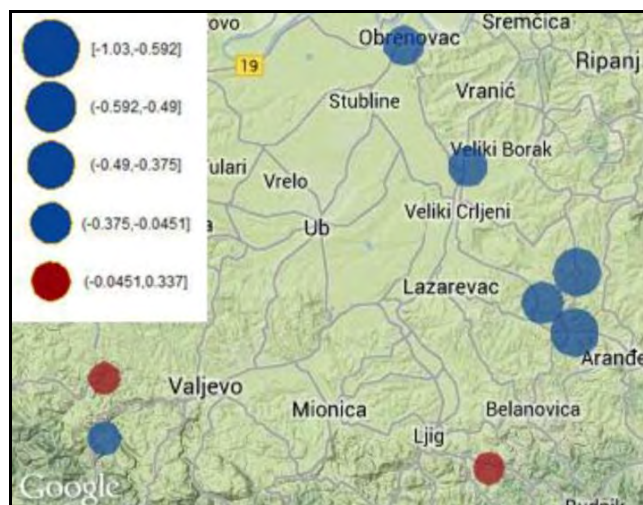 [-1.03,-0.592]
(-0.592,-0.49]
(-0.49,-0.375]
(-0.375,-0.0451]
(-0.0451,0.337]
Obrenovac
Sremčica
19
Ripanj
Stubline
Vranić
Veliki Borak
Vrelo
Veliki Crljeni
Ub
Lazarevac
Aranđe
Valjevo
Mionica
Belanovica
Ljig
Google